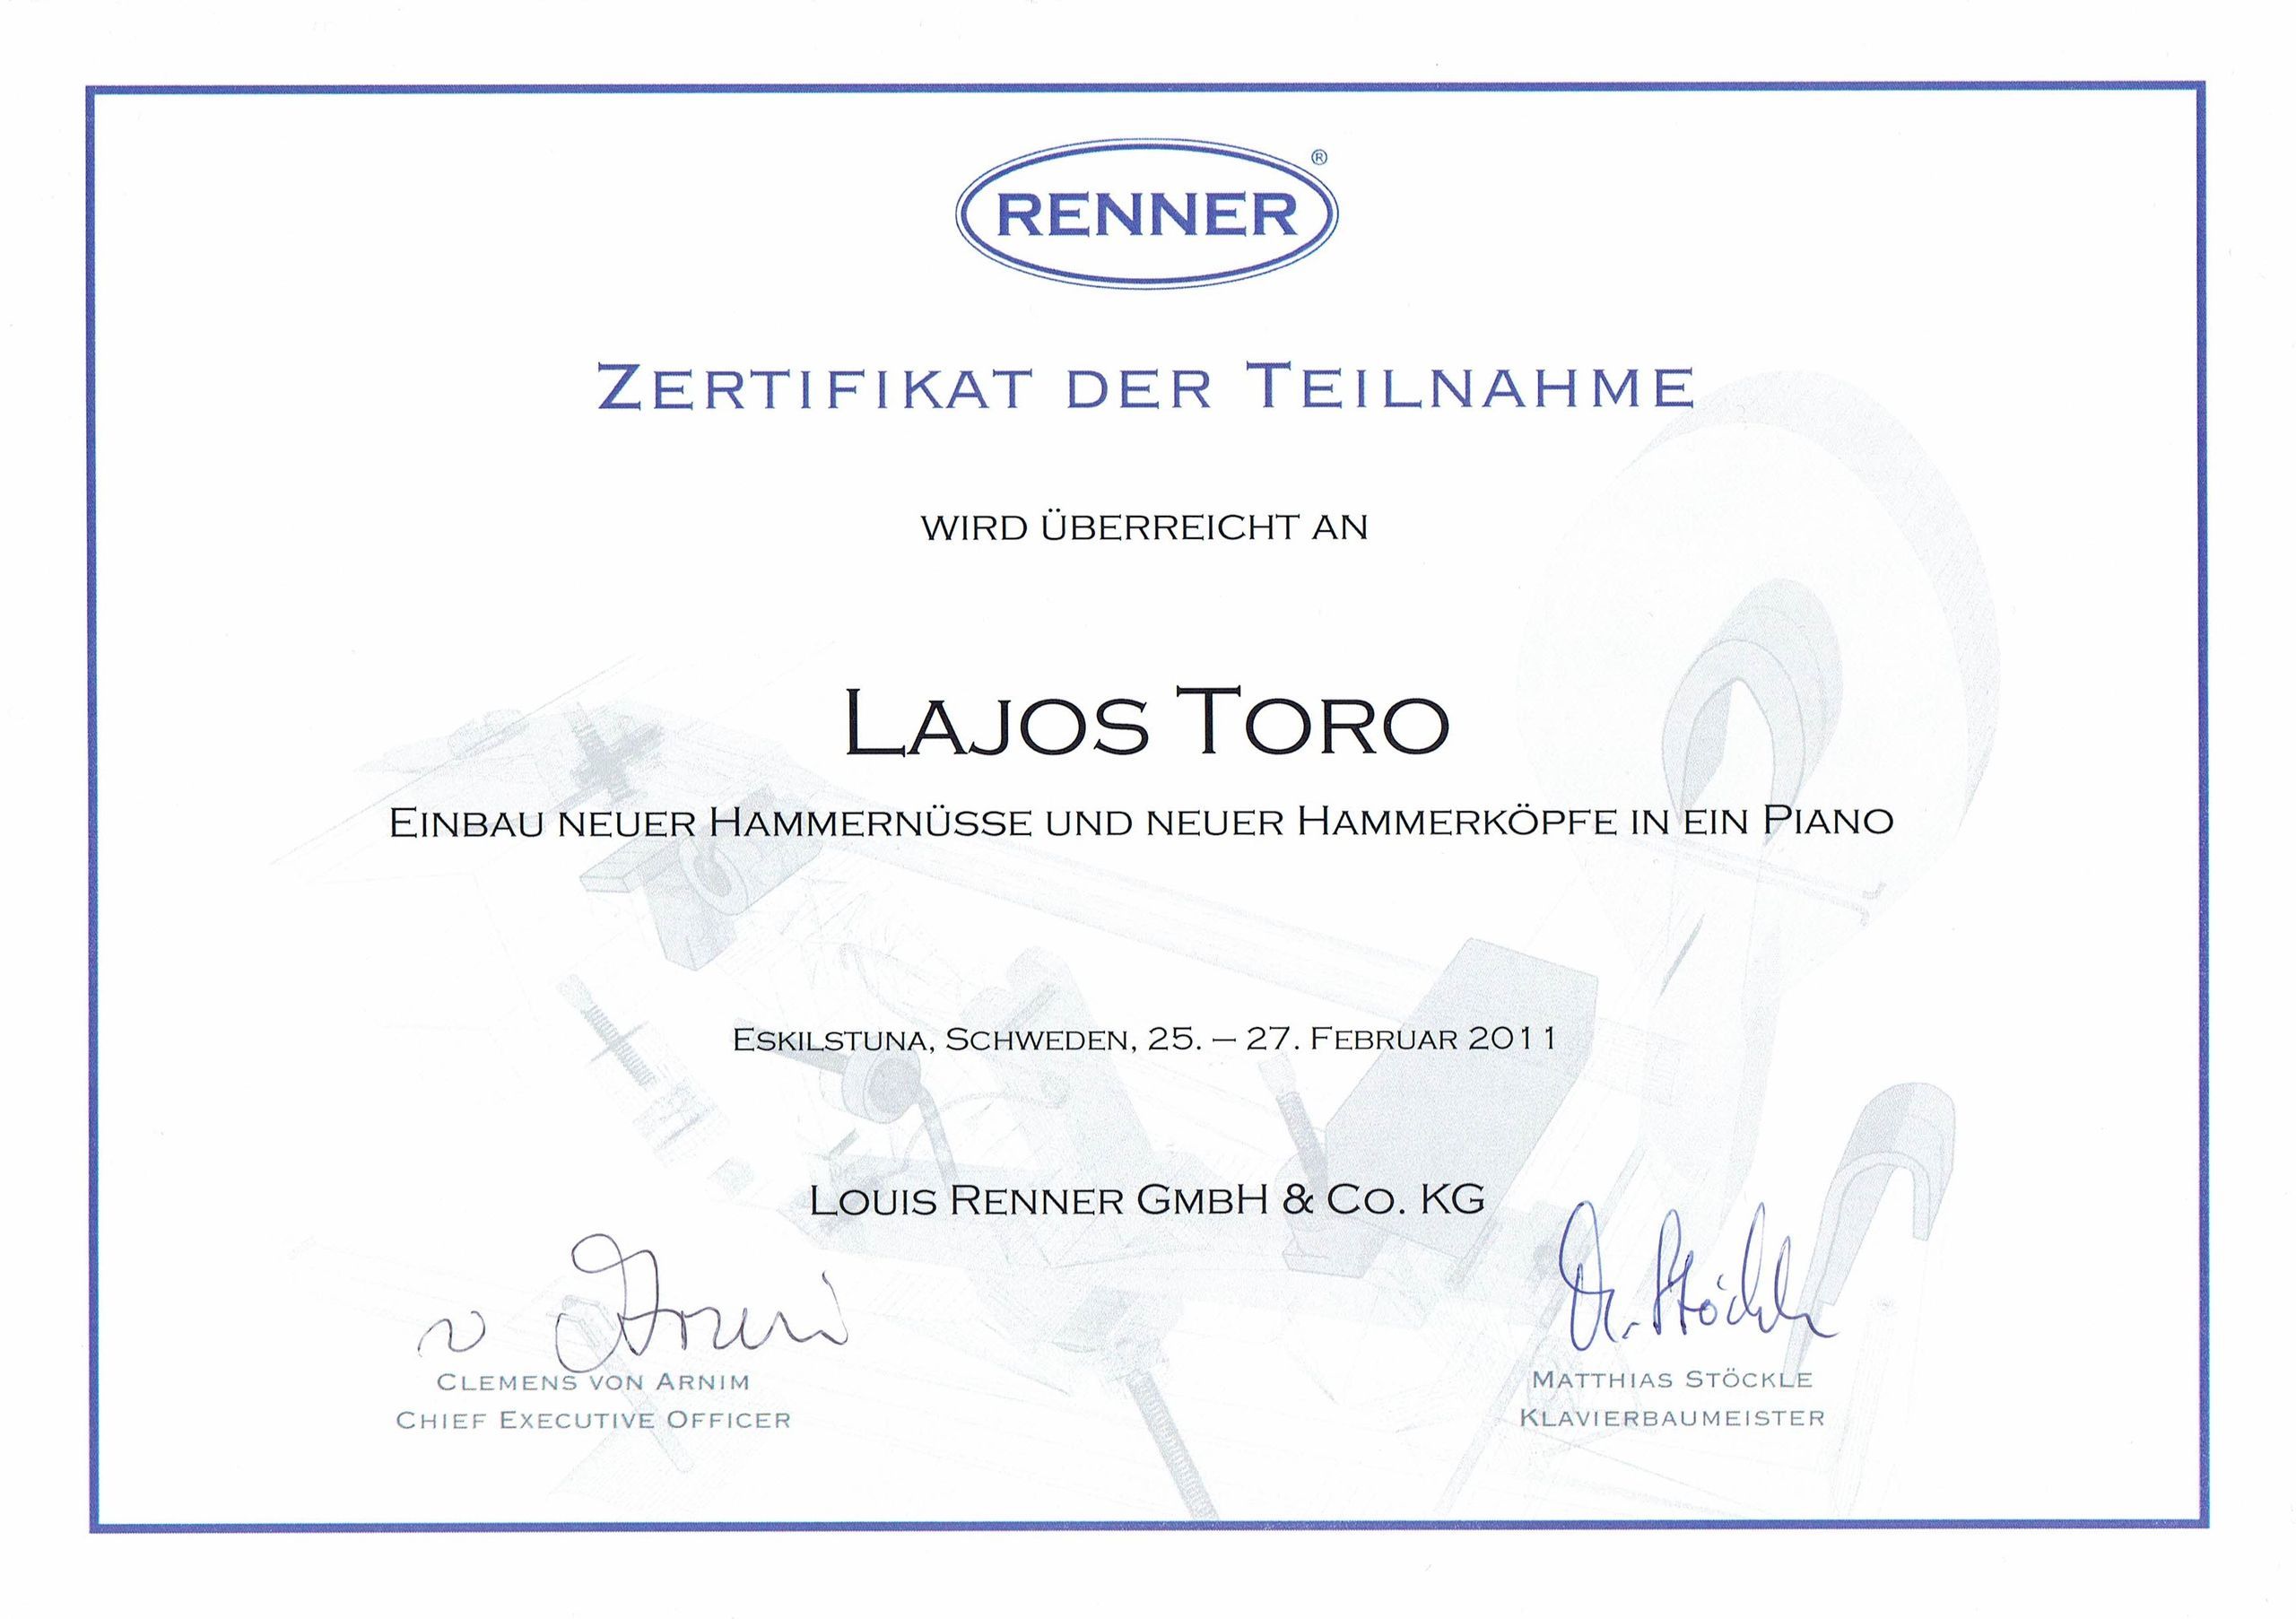 RENNER®
ZERTIFIKAT DER TEILNAHME
WIRD ÜBERREICHT AN
LAJOS TORO
EINBAU NEUER HAMMERNÜSSE UND NEUER HAMMERKÖPFE IN EIN PIANO
ESKILSTUNA, SCHWEDEN, 25. – 27. FEBRUAR 2011
LOUIS RENNER GMBH & CO. KG
v Arnim
M. Stöckle
CLEMENS VON ARNIM
CHIEF EXECUTIVE OFFICER
MATTHIAS STÖCKLE
KLAVIERBAUMEISTER